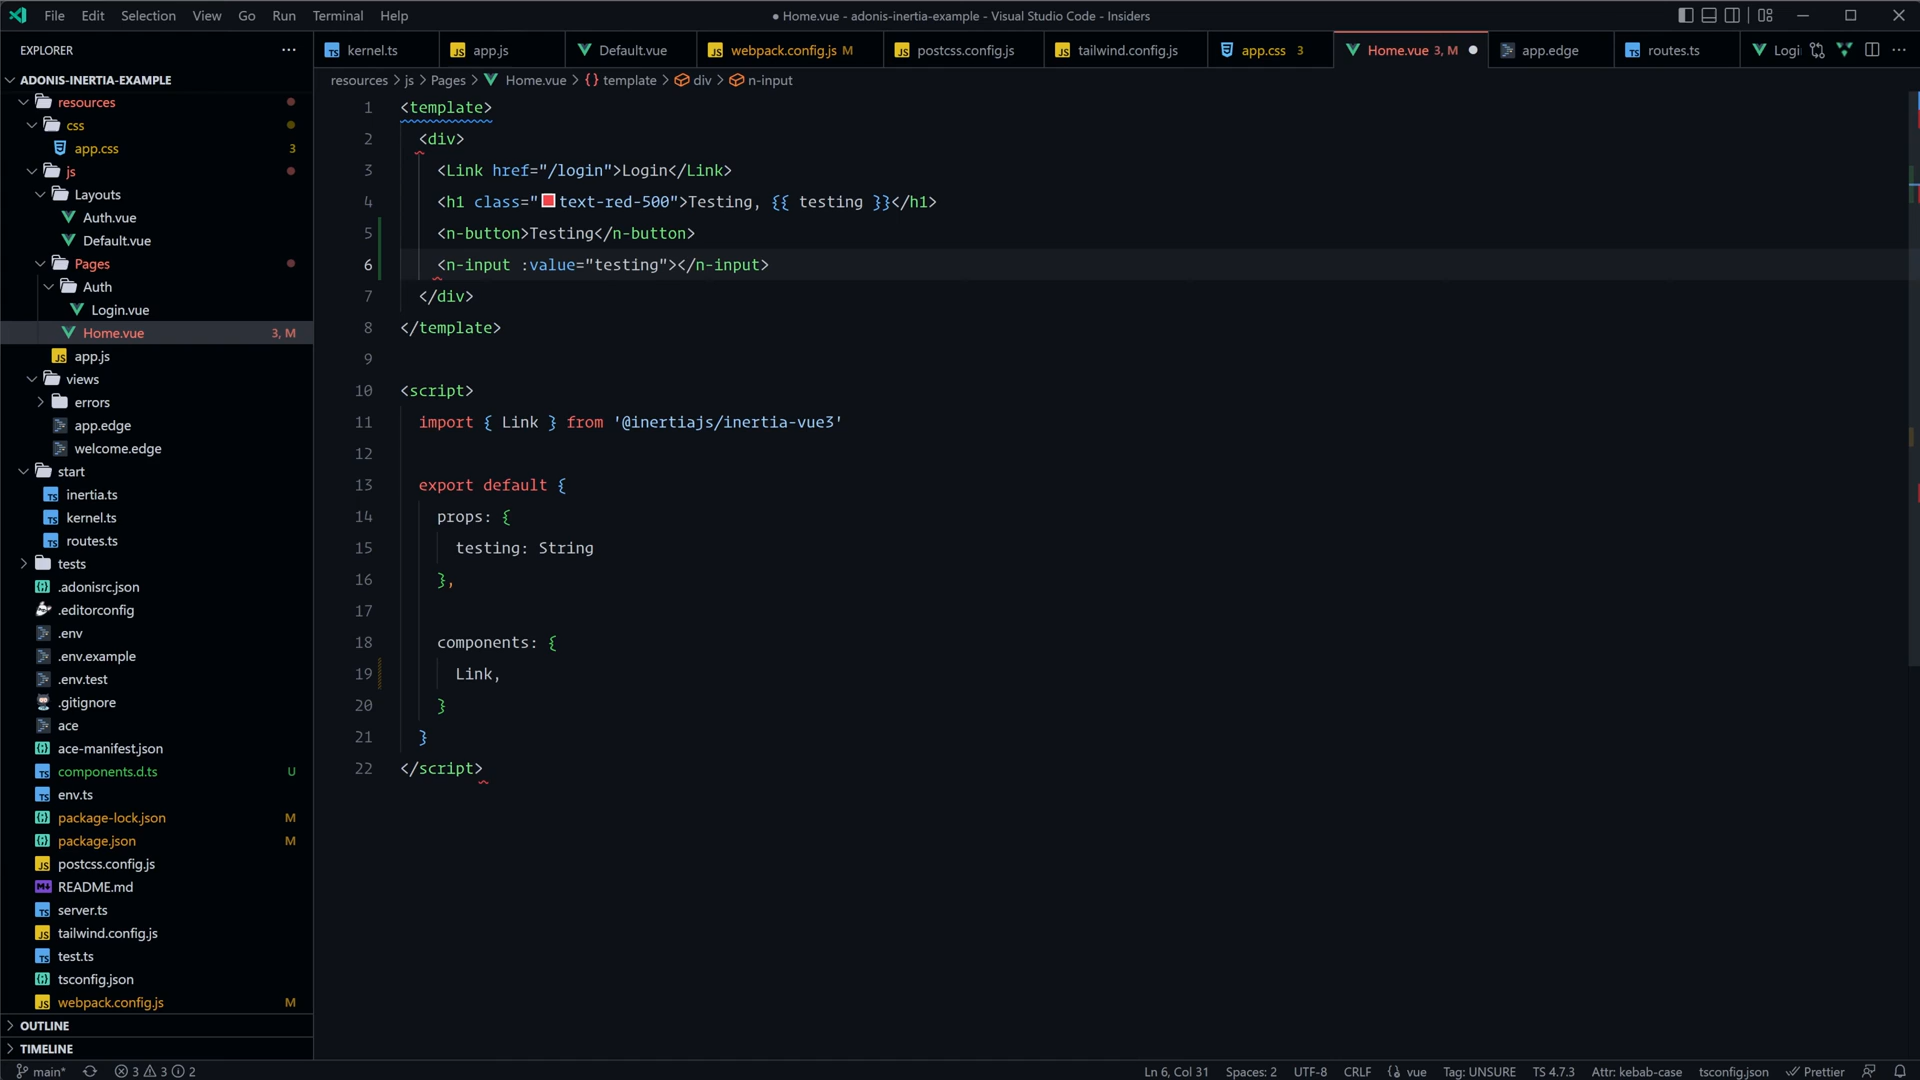 File Edit Selection View Go Run Terminal Help
● Home.vue - adonis-inertia-example - Visual Studio Code - Insiders
EXPLORER
kernel.ts
app.js
Default.vue
webpack.config.js M
postcss.config.js
tailwind.config.js
app.css 3
Home.vue 3, M
app.edge
routes.ts
Logi
ADONIS-INERTIA-EXAMPLE
resources > js > Pages > Home.vue > {} template > div > n-input
resources
css
app.css 3
js
Layouts
Auth.vue
Default.vue
Pages
Auth
Login.vue
Home.vue 3, M
app.js
views
errors
app.edge
welcome.edge
start
inertia.ts
kernel.ts
routes.ts
tests
.adonisrc.json
.editorconfig
.env
.env.example
.env.test
.gitignore
ace
ace-manifest.json
components.d.ts U
env.ts
package-lock.json M
package.json M
postcss.config.js
README.md
server.ts
tailwind.config.js
test.ts
tsconfig.json
webpack.config.js M
OUTLINE
TIMELINE
1 <template>
2 <div>
3 <Link href="/login">Login</Link>
4 <h1 class="text-red-500">Testing, {{ testing }}</h1>
5 <n-button>Testing</n-button>
6 <n-input :value="testing"></n-input>
7 </div>
8 </template>
9
10 <script>
11 import { Link } from '@inertiajs/inertia-vue3'
12
13 export default {
14 props: {
15 testing: String
16 },
17
18 components: {
19 Link,
20 }
21 }
22 </script>
main* 3 3 2
Ln 6, Col 31 Spaces: 2 UTF-8 CRLF vue Tag: UNSURE TS 4.7.3 Attr: kebab-case tsconfig.json Prettier